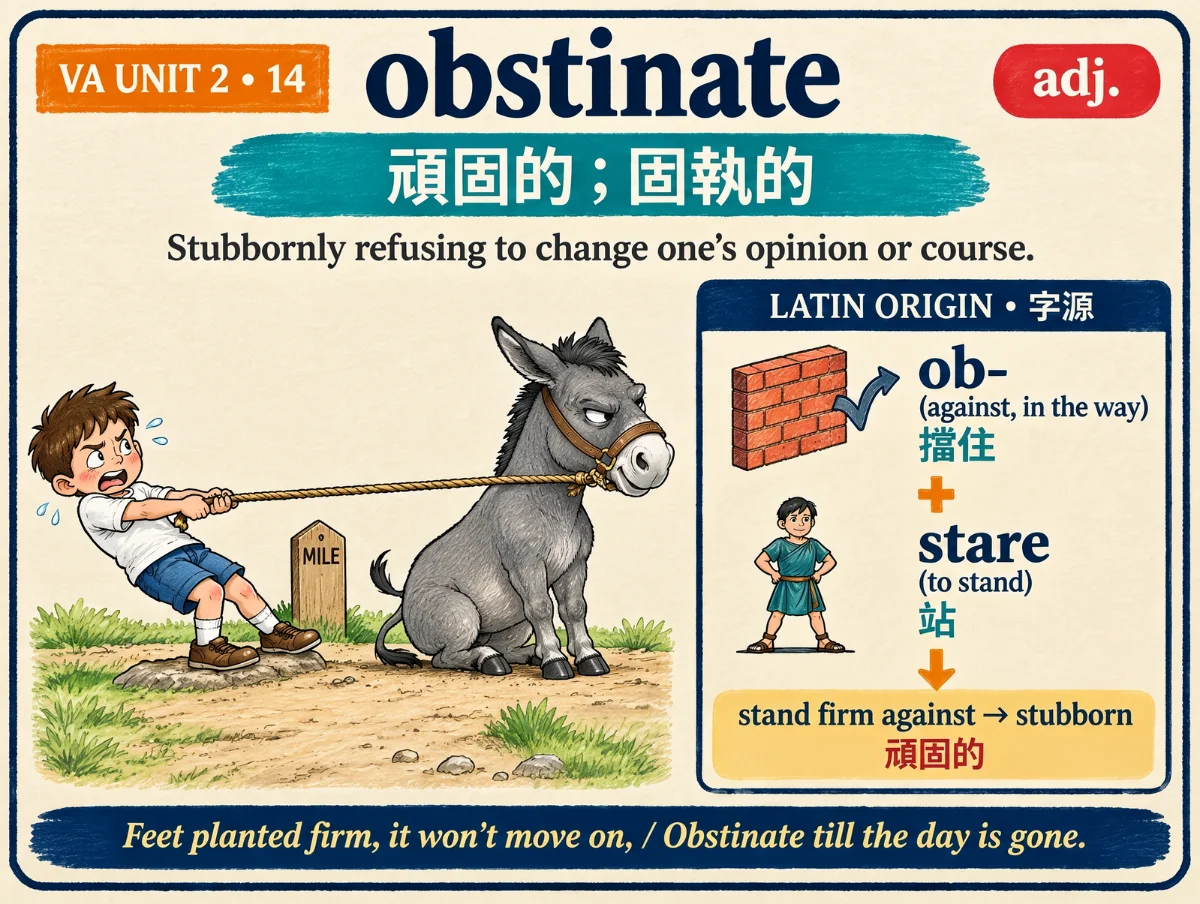 VA UNIT 2 • 14
obstinate
adj.
頑固的；固執的
Stubbornly refusing to change one's opinion or course.
MILE
LATIN ORIGIN • 字源
ob-
(against, in the way)
擋住
+
stare
(to stand)
站
stand firm against → stubborn
頑固的
Feet planted firm, it won't move on, / Obstinate till the day is gone.